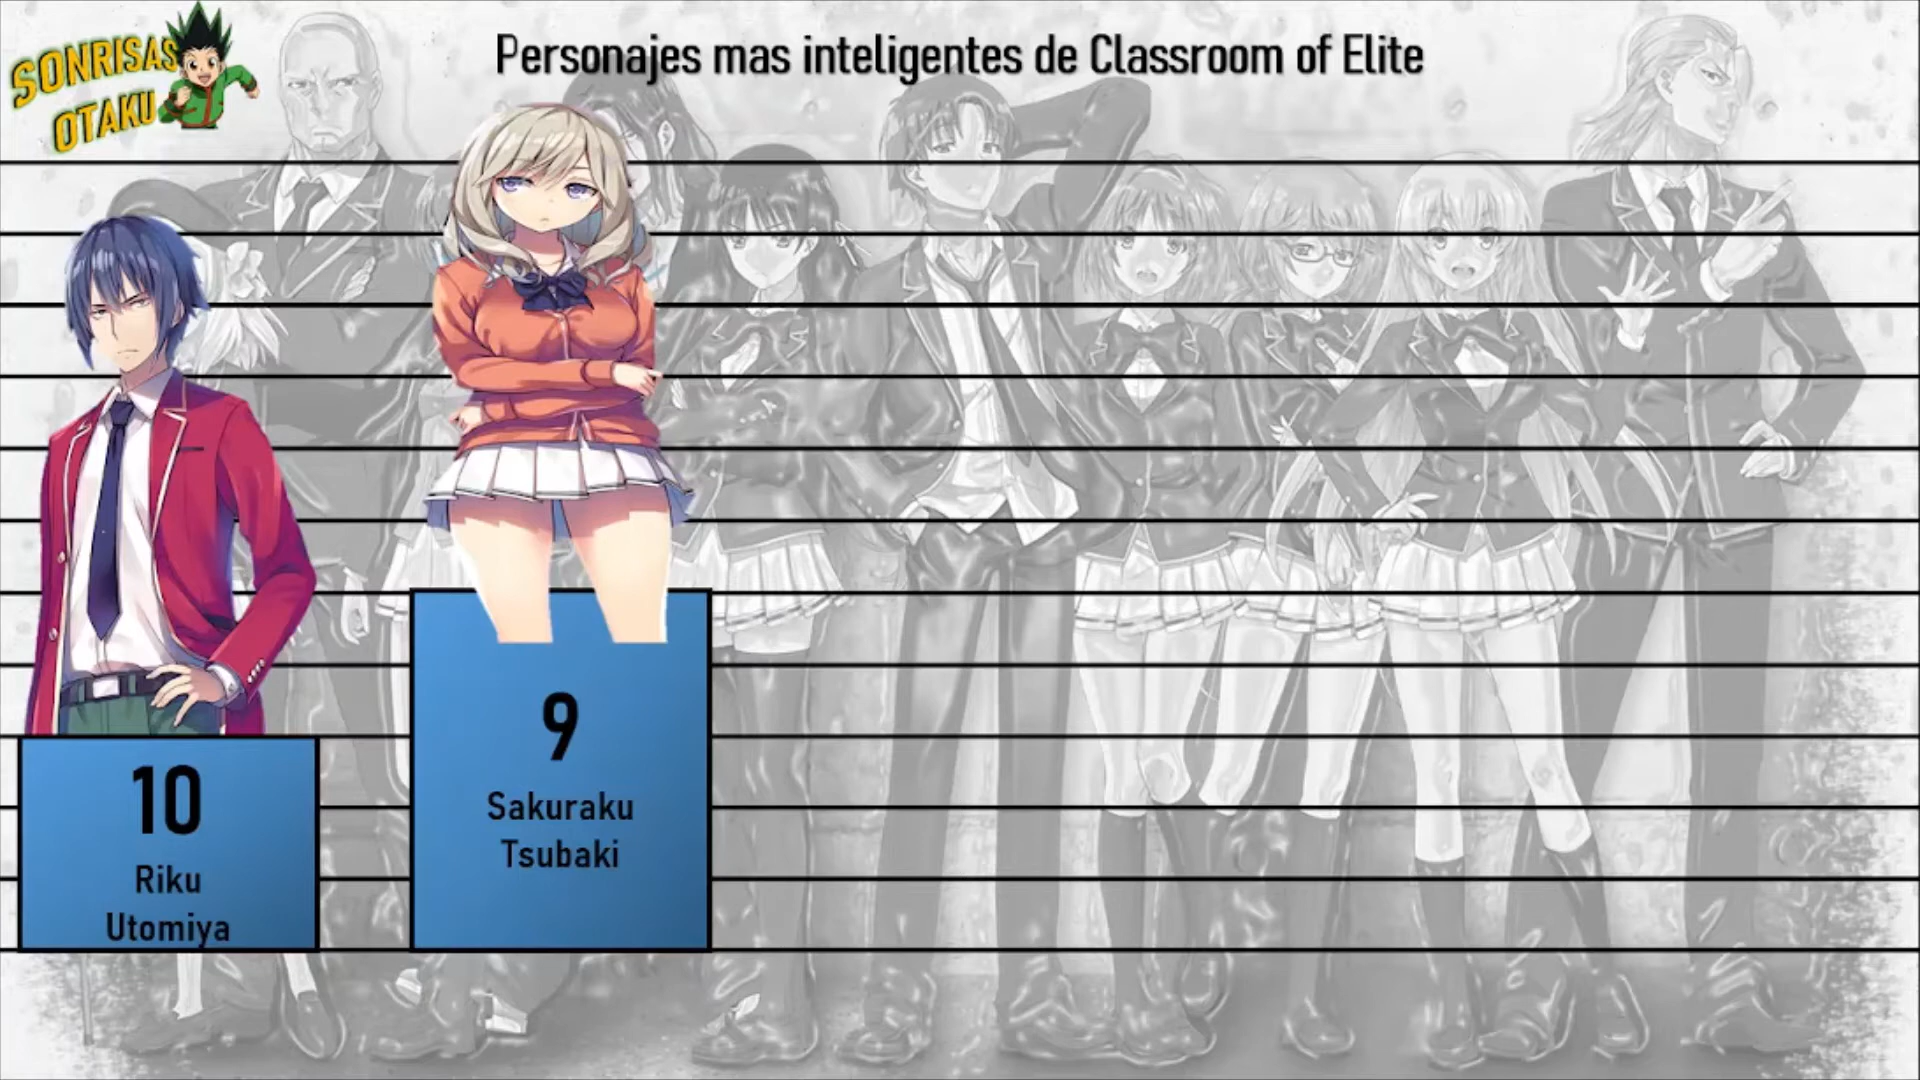 SONRISAS
OTAKU
Personajes mas inteligentes de Classroom of Elite
10
Riku
Utomiya
9
Sakuraku
Tsubaki